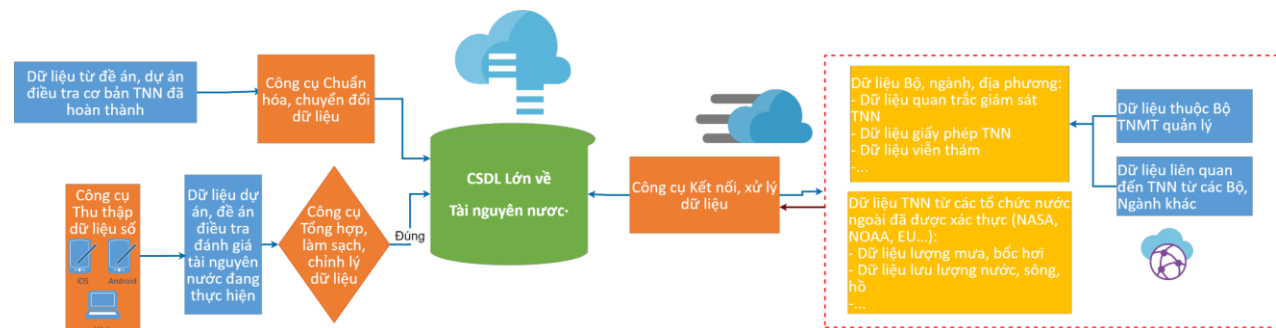 Dữ liệu từ đề án, dự án
điều tra cơ bản TNN đã
hoàn thành
Công cụ Chuẩn
hóa, chuyển đổi
dữ liệu
Công cụ
Thu thập
dữ liệu số
iOS
Android
Dữ liệu dự
án, đề án
điều tra
đánh giá
tài nguyên
nước đang
thực hiện
Công cụ
Tổng hợp,
làm sạch,
chỉnh lý
dữ liệu
Đúng
CSDL Lớn về
Tài nguyên nươc·
Công cụ Kết nối, xử lý
dữ liệu
Dữ liệu Bộ, ngành, địa phương:
- Dữ liệu quan trắc giám sát
TNN
- Dữ liệu giấy phép TNN
- Dữ liệu viễn thám
-...
Dữ liệu TNN từ các tổ chức nước
ngoài đã được xác thực (NASA,
NOAA, EU...):
- Dữ liệu lượng mưa, bốc hơi
- Dữ liệu lưu lượng nước, sông,
hồ
-...
Dữ liệu thuộc Bộ
TNMT quản lý
Dữ liệu liên quan
đến TNN từ các Bộ,
Ngành khác